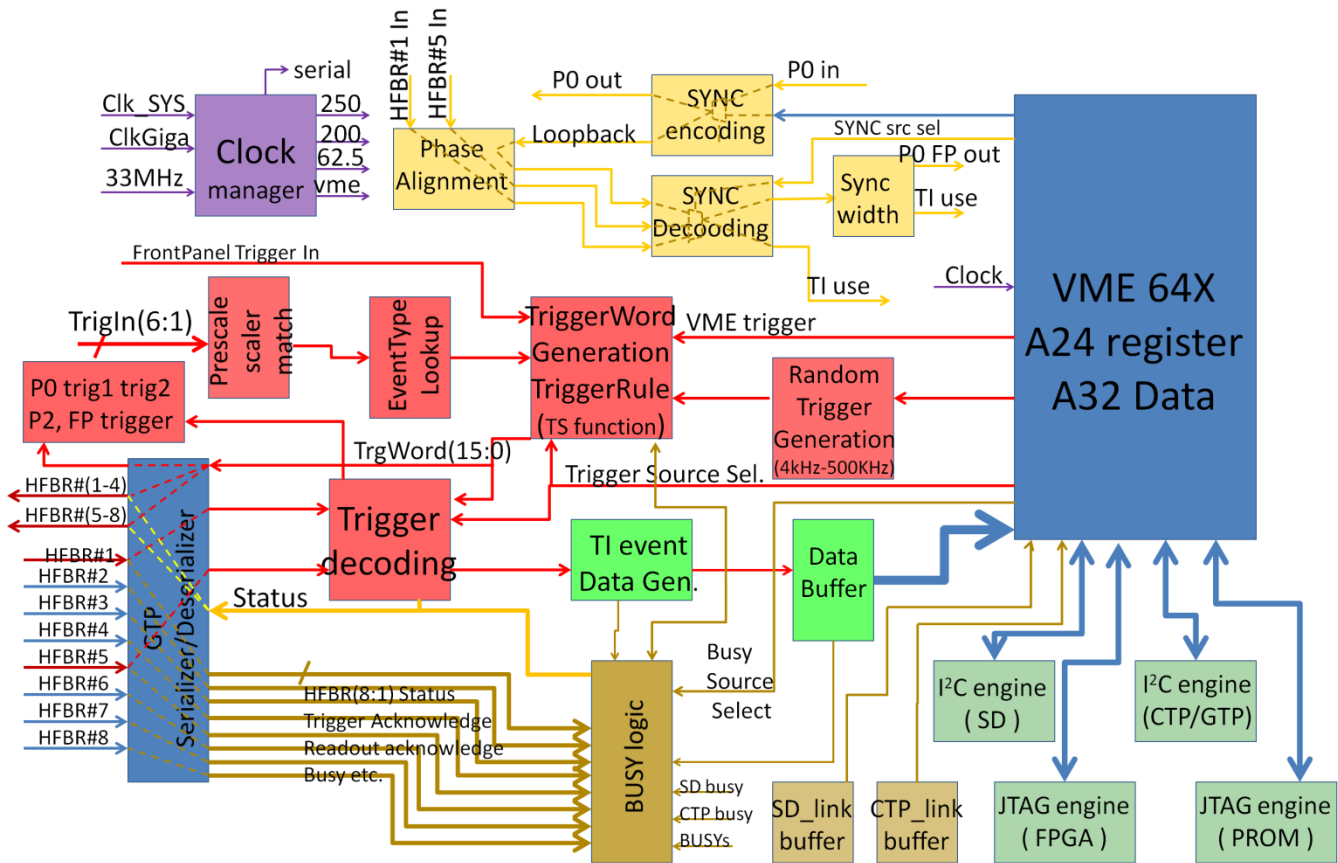 HFBR#1 In
HFBR#5 In
serial
Clk_SYS
ClkGiga
33MHz
Clock
manager
250
200
62.5
vme
P0 out
P0 in
SYNC
encoding
Loopback
Phase
Alignment
SYNC
Decoding
SYNC src sel
P0 FP out
Sync
width
TI use
TI use
Clock
VME 64X
A24 register
A32 Data
FrontPanel Trigger In
TrigIn(6:1)
Prescale
scaler
match
EventType
Lookup
TriggerWord
Generation
TriggerRule
(TS function)
VME trigger
Random
Trigger
Generation
(4kHz-500KHz)
P0 trig1 trig2
P2, FP trigger
TrgWord(15:0)
Trigger Source Sel.
HFBR#(1-4)
HFBR#(5-8)
HFBR#1
HFBR#2
HFBR#3
HFBR#4
HFBR#5
HFBR#6
HFBR#7
HFBR#8
GTP
Serializer/Deserializer
Trigger
decoding
Status
TI event
Data Gen.
Data
Buffer
HFBR(8:1) Status
Trigger Acknowledge
Readout acknowledge
Busy etc.
BUSY logic
Busy
Source
Select
SD busy
CTP busy
BUSYs
SD_link
buffer
CTP_link
buffer
I²C engine
( SD )
I²C engine
(CTP/GTP)
JTAG engine
( FPGA )
JTAG engine
( PROM )